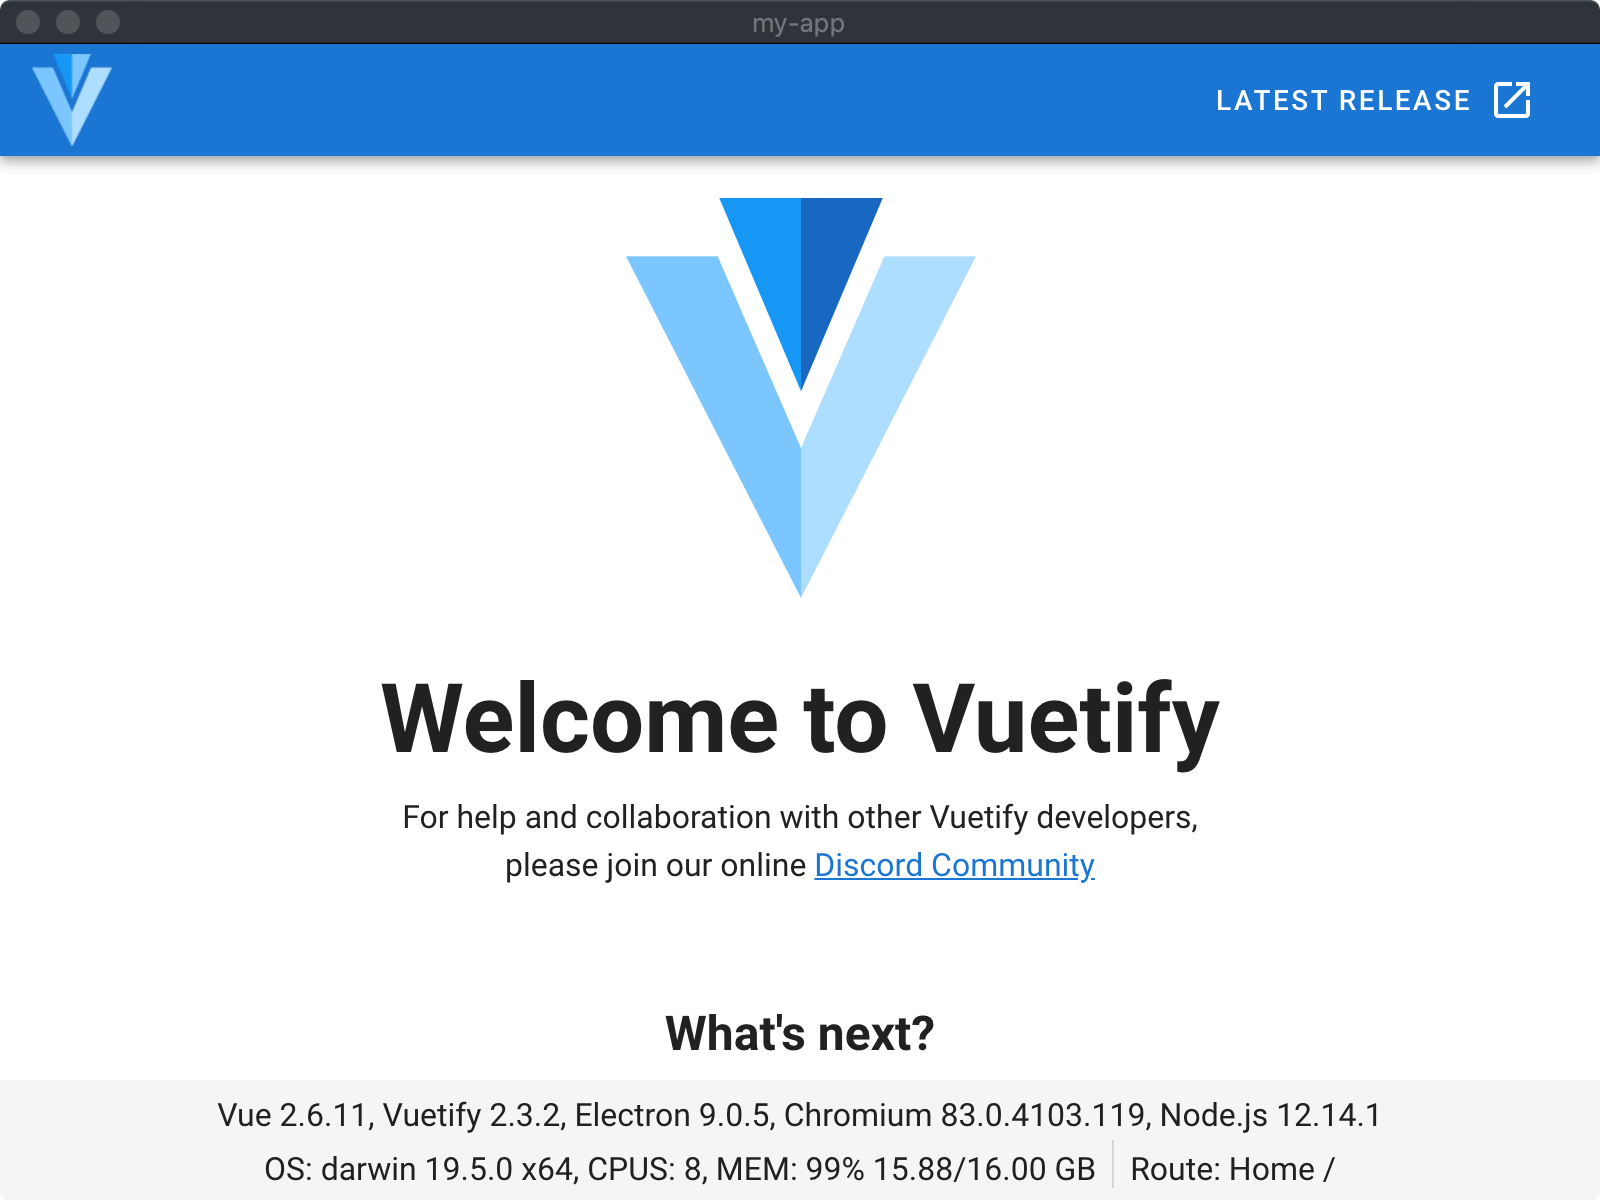 my-app
LATEST RELEASE
Welcome to Vuetify
For help and collaboration with other Vuetify developers,
please join our online Discord Community
What's next?
Vue 2.6.11, Vuetify 2.3.2, Electron 9.0.5, Chromium 83.0.4103.119, Node.js 12.14.1
OS: darwin 19.5.0 x64, CPUS: 8, MEM: 99% 15.88/16.00 GB Route: Home /